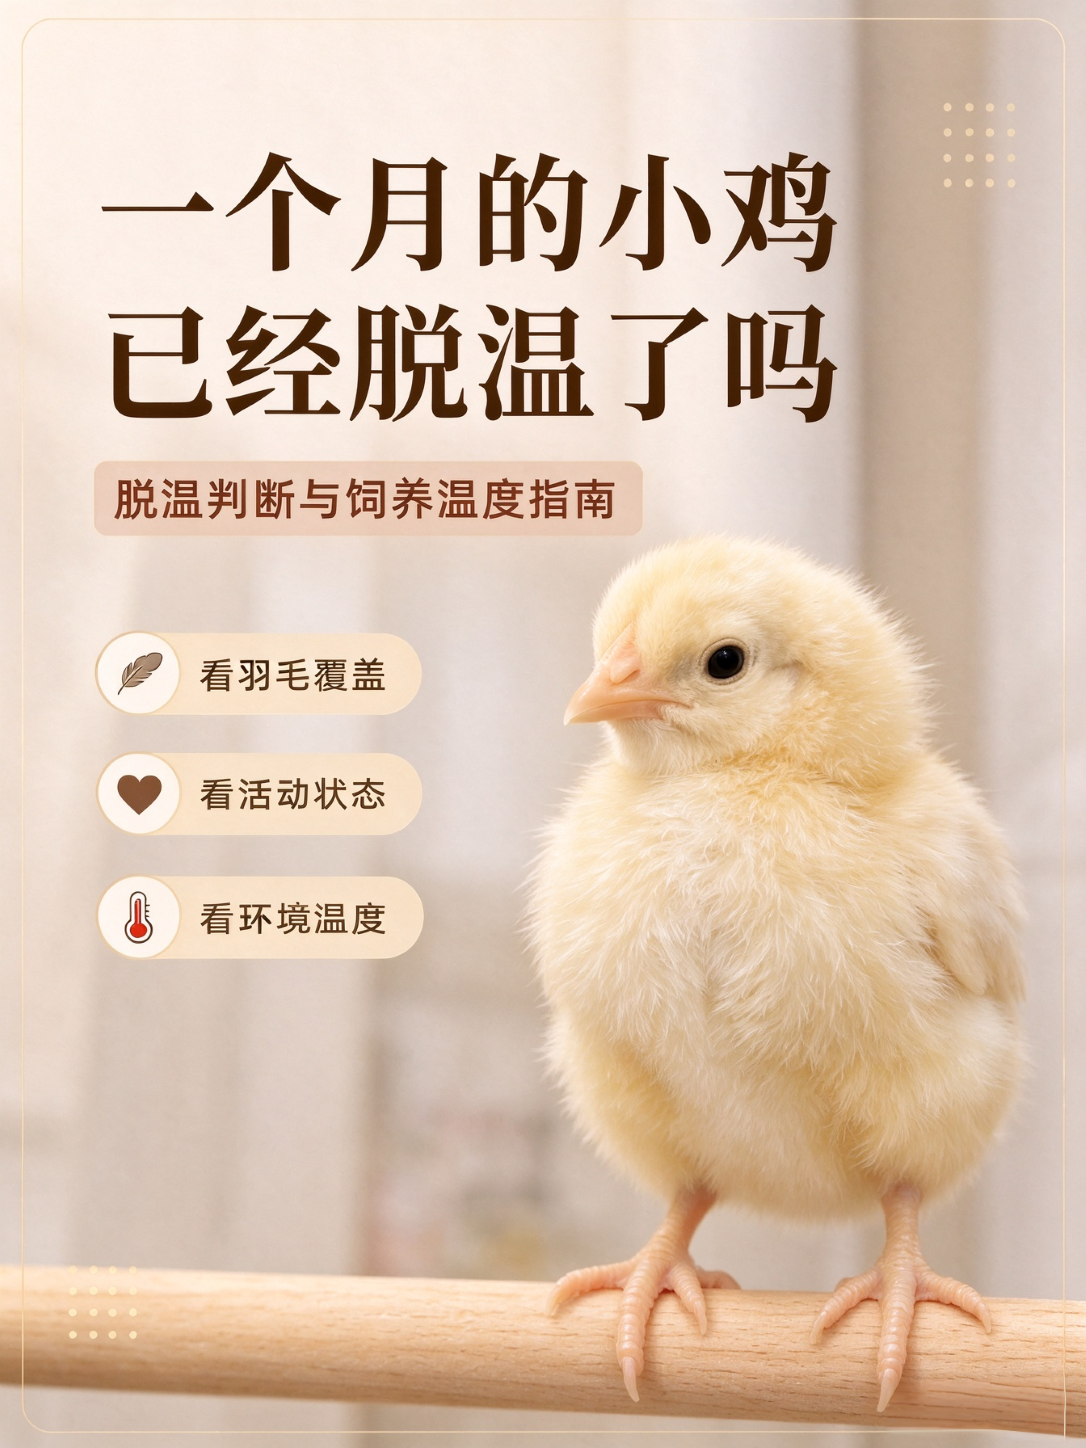 一个月的小鸡
已经脱温了吗
脱温判断与饲养温度指南
看羽毛覆盖
看活动状态
看环境温度